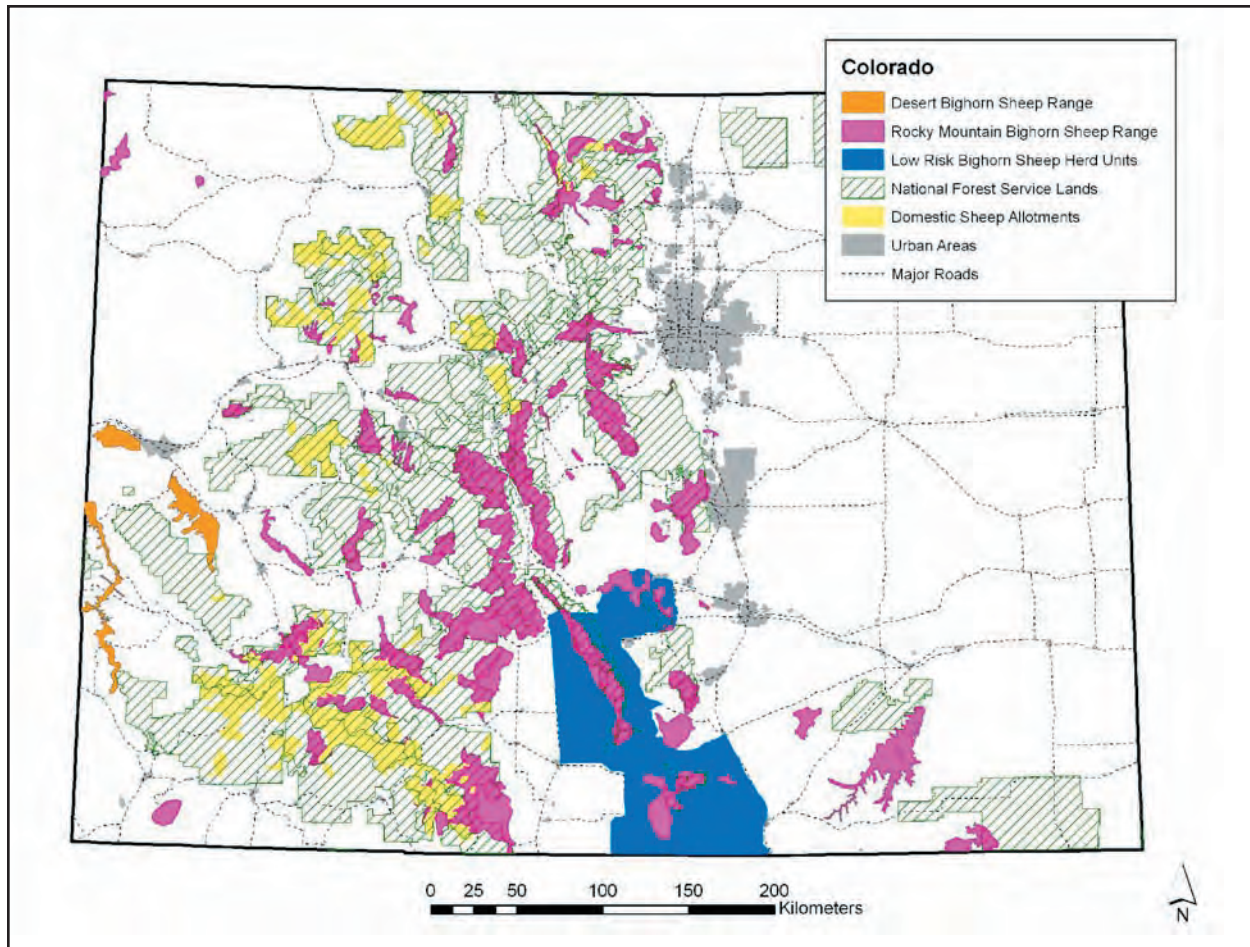 Colorado
Desert Bighorn Sheep Range
Rocky Mountain Bighorn Sheep Range
Low Risk Bighorn Sheep Herd Units
National Forest Service Lands
Domestic Sheep Allotments
Urban Areas
Major Roads
0 25 50 100 150 200
Kilometers
N